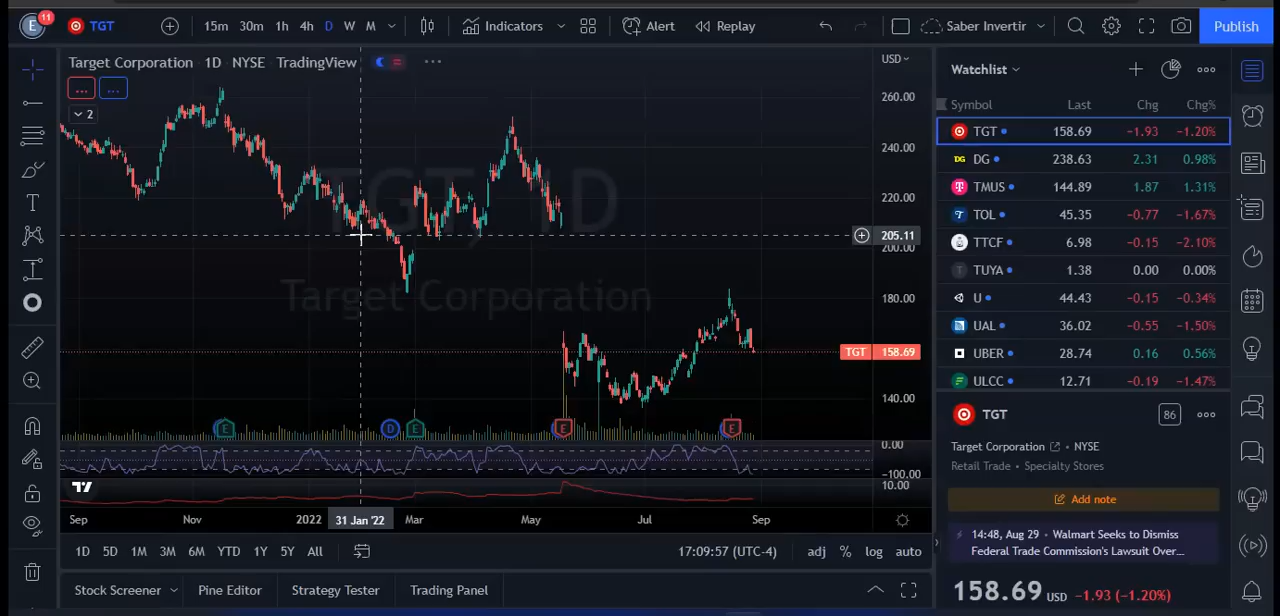 E 11 TGT 15m 30m 1h 4h D W M Indicators Alert Replay Saber Invertir Publish
Target Corporation · 1D · NYSE TradingView
... ...
2
TGT, 1D
Target Corporation
USD
260.00
240.00
220.00
205.11
200.00
180.00
TGT 158.69
140.00
E D E E E
0.00
-100.00
10.00
Sep Nov 2022 31 Jan '22 Mar May Jul Sep
1D 5D 1M 3M 6M YTD 1Y 5Y All 17:09:57 (UTC-4) adj % log auto
Stock Screener Pine Editor Strategy Tester Trading Panel
Watchlist
Symbol Last Chg Chg%
TGT 158.69 −1.93 −1.20%
DG DG 238.63 2.31 0.98%
TMUS 144.89 1.87 1.31%
TOL 45.35 −0.77 −1.67%
TTCF 6.98 −0.15 −2.10%
T TUYA 1.38 0.00 0.00%
U 44.43 −0.15 −0.34%
UAL 36.02 −0.55 −1.50%
UBER 28.74 0.16 0.56%
ULCC 12.71 −0.19 −1.47%
TGT 86
Target Corporation • NYSE
Retail Trade • Specialty Stores
Add note
14:48, Aug 29 • Walmart Seeks to Dismiss
Federal Trade Commission's Lawsuit Over...
158.69 USD −1.93 (−1.20%)